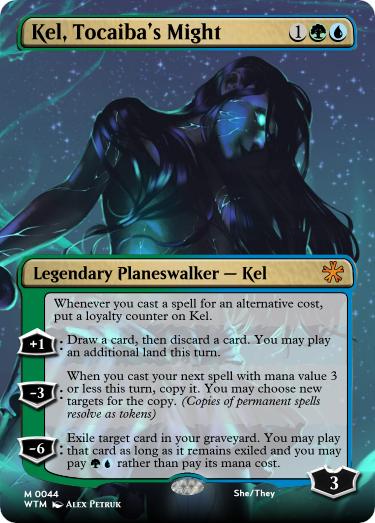 Kel, Tocaiba's Might 1
Legendary Planeswalker — Kel
Whenever you cast a spell for an alternative cost,
put a loyalty counter on Kel.
+1: Draw a card, then discard a card. You may play
an additional land this turn.
When you cast your next spell with mana value 3
-3: or less this turn, copy it. You may choose new
targets for the copy. (Copies of permanent spells
resolve as tokens)
Exile target card in your graveyard. You may play
-6: that card as long as it remains exiled and you may
pay rather than pay its mana cost.
3
M 0044
WTM Alex Petruk She/They